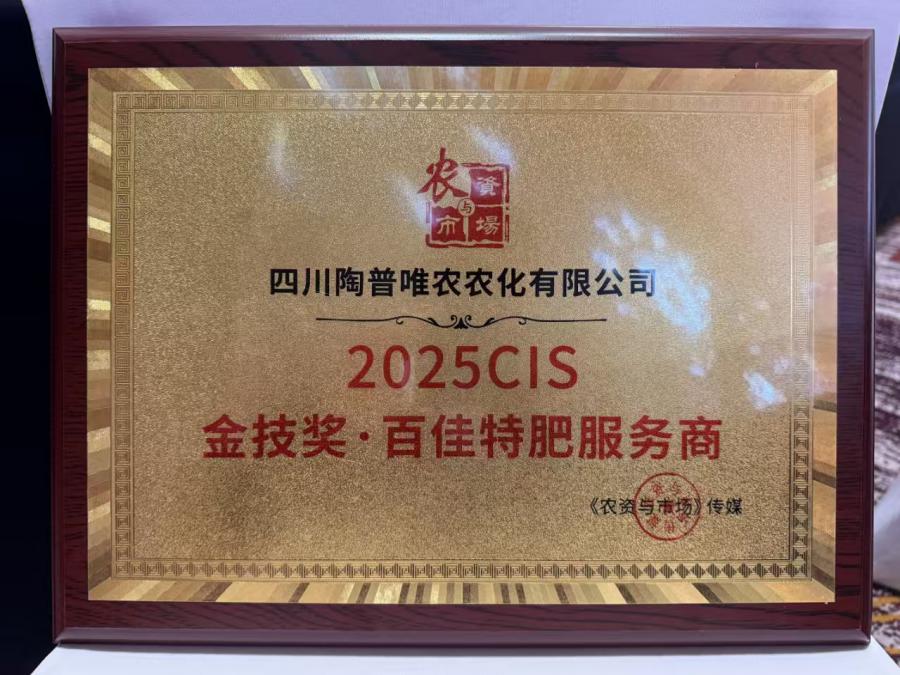 农资与市场
四川陶普唯农农化有限公司
2025CIS
金技奖·百佳特肥服务商
《农资与市场》传媒